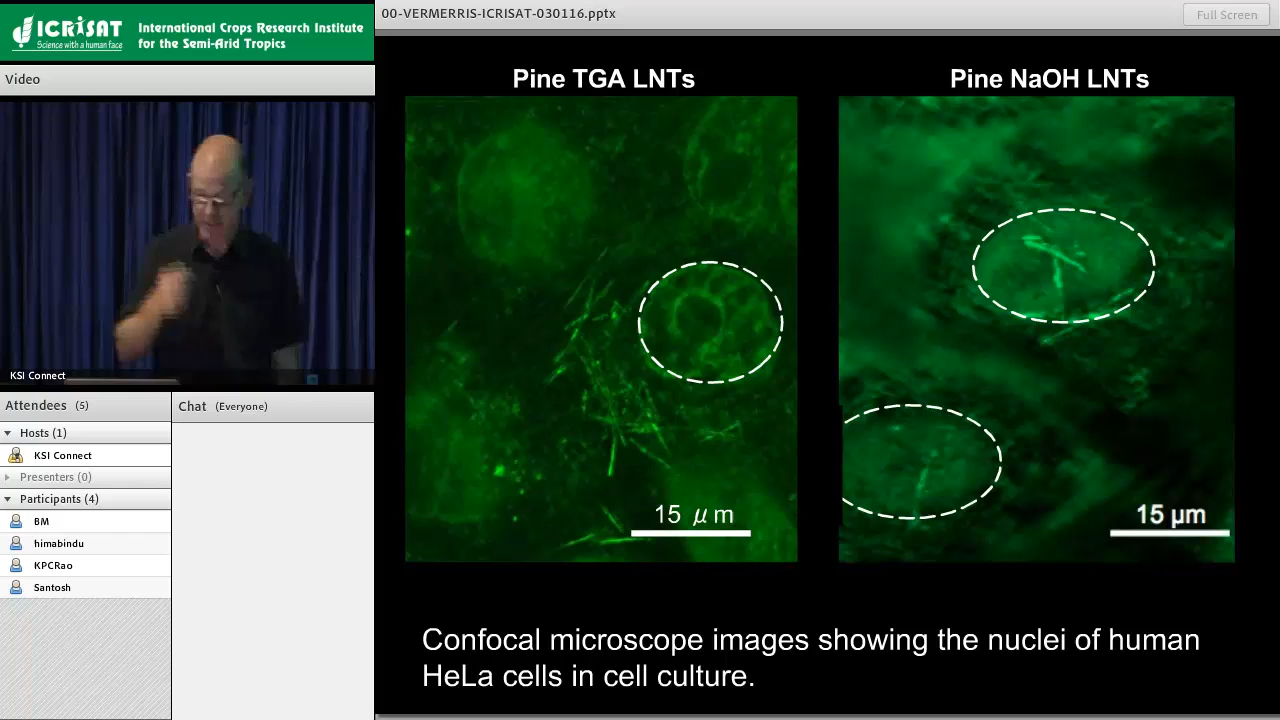 ICRISAT
Science with a human face
International Crops Research Institute
for the Semi-Arid Tropics
Video
KSI Connect
Attendees (5)
Hosts (1)
KSI Connect
Presenters (0)
Participants (4)
BM
himabindu
KPCRao
Santosh
Chat (Everyone)
00-VERMERRIS-ICRISAT-030116.pptx
Full Screen
Pine TGA LNTs
Pine NaOH LNTs
15 μm
15 µm
Confocal microscope images showing the nuclei of human
HeLa cells in cell culture.